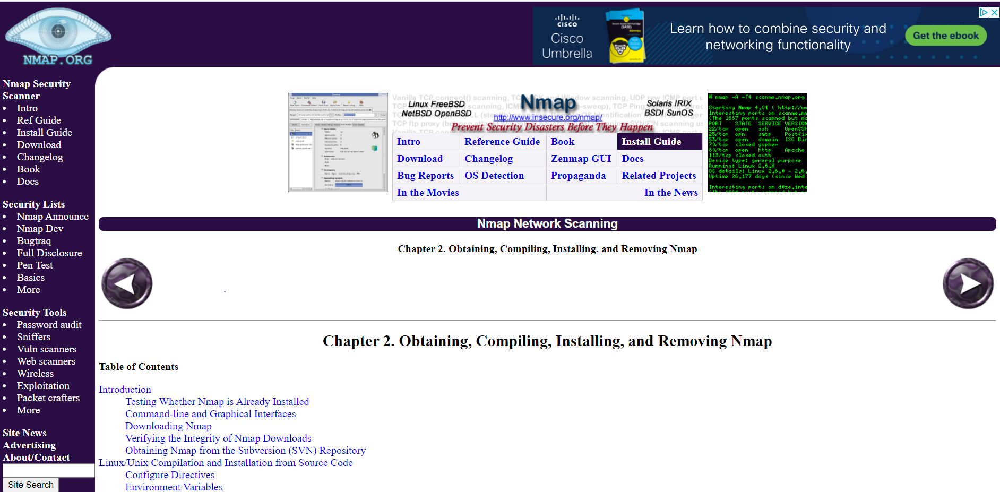 NMAP.ORG
cisco
Cisco
Umbrella
Learn how to combine security and
networking functionality
Get the ebook
Nmap Security
Scanner
Intro
Ref Guide
Install Guide
Download
Changelog
Book
Docs
Security Lists
Nmap Announce
Nmap Dev
Bugtraq
Full Disclosure
Pen Test
Basics
More
Security Tools
Password audit
Sniffers
Vuln scanners
Web scanners
Wireless
Exploitation
Packet crafters
More
Site News
Advertising
About/Contact
Site Search
Linux FreeBSD
NetBSD OpenBSD
Nmap
http://www.insecure.org/nmap/
Solaris IRIX
BSDI SunOS
Prevent Security Disasters Before They Happen
Intro Reference Guide Book Install Guide
Download Changelog Zenmap GUI Docs
Bug Reports OS Detection Propaganda Related Projects
In the Movies In the News
# nmap -A -T4 scanme.nmap.org
Starting Nmap 4.01 ( http://
Interesting ports on
(The 1667 ports scanned but
PORT STATE SERVICE VERSION
22/tcp open ssh
25/tcp opn smtp
53/tcp open domain ISC
70/tcp closed gopher
80/tcp open http Apache
113/tcp closed auth
Device type: general purpose
Running: Linux 2.6.X
OS details: Linux 2.6.0 - 2.6.
Uptime 26.177 days (since Wed
Interesting ports on
Nmap Network Scanning
Chapter 2. Obtaining, Compiling, Installing, and Removing Nmap
Chapter 2. Obtaining, Compiling, Installing, and Removing Nmap
Table of Contents
Introduction
Testing Whether Nmap is Already Installed
Command-line and Graphical Interfaces
Downloading Nmap
Verifying the Integrity of Nmap Downloads
Obtaining Nmap from the Subversion (SVN) Repository
Linux/Unix Compilation and Installation from Source Code
Configure Directives
Environment Variables